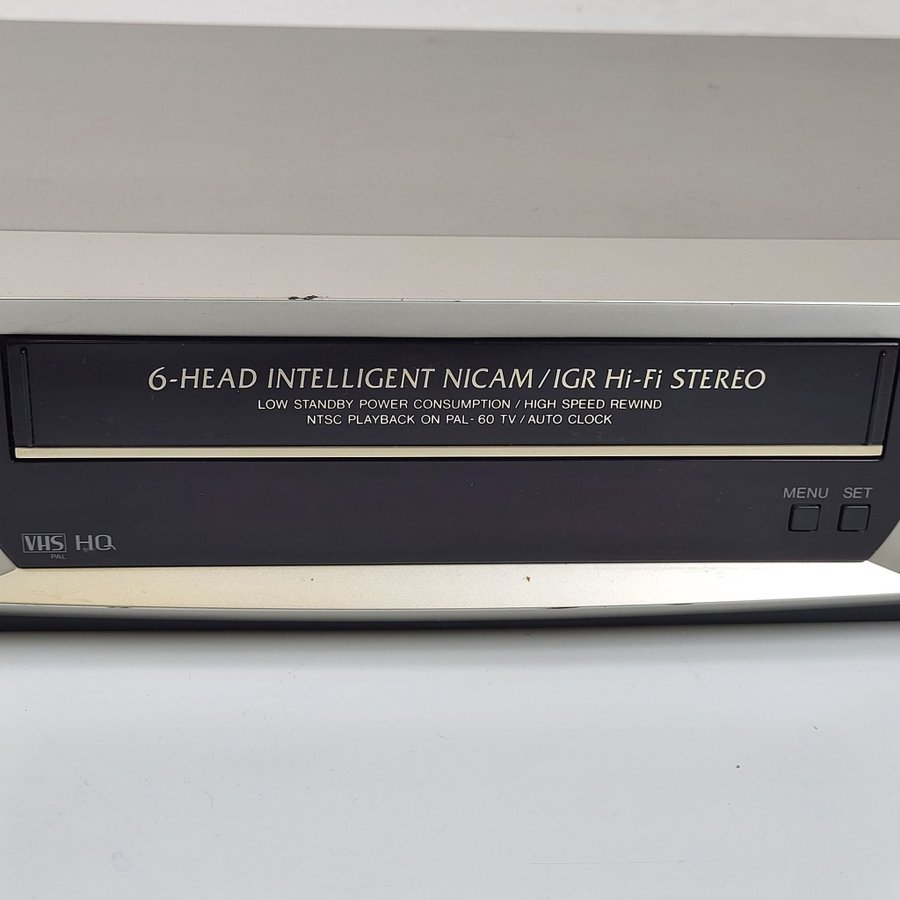 6-HEAD INTELLIGENT NICAM/IGR Hi-Fi STEREO
LOW STANDBY POWER CONSUMPTION / HIGH SPEED REWIND
NTSC PLAYBACK ON PAL-60 TV / AUTO CLOCK
MENU SET
VHS HQ
PAL